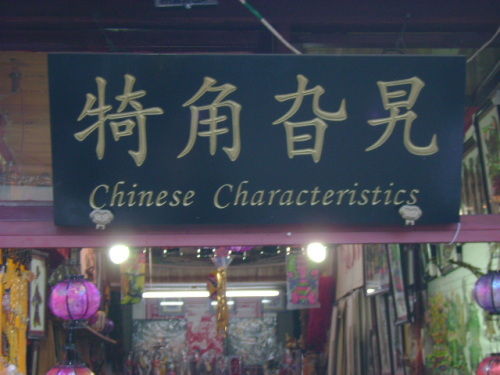 犄角旮旯
Chinese Characteristics